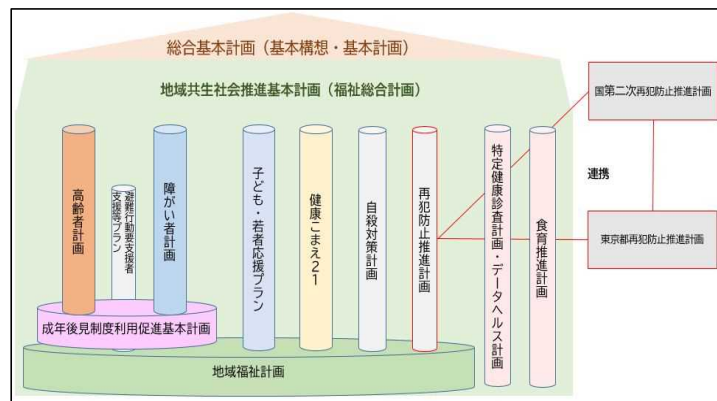 総合基本計画（基本構想・基本計画）
地域共生社会推進基本計画（福祉総合計画）
高齢者計画
避難行動要支援者
支援等プラン
障がい者計画
子ども・若者応援プラン
健康こまえ２１
自殺対策計画
再犯防止推進計画
特定健康診査計画・データヘルス計画
食育推進計画
成年後見制度利用促進基本計画
地域福祉計画
国第二次再犯防止推進計画
連携
東京都再犯防止推進計画